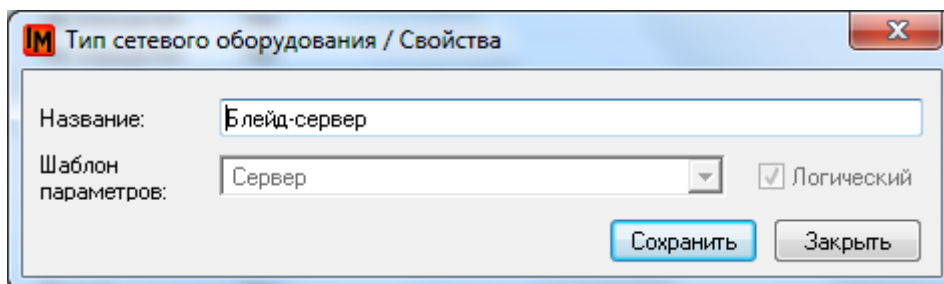 IM Тип сетевого оборудования / Свойства
Название: Блейд-сервер
Шаблон параметров: Сервер Логический
Сохранить Закрыть